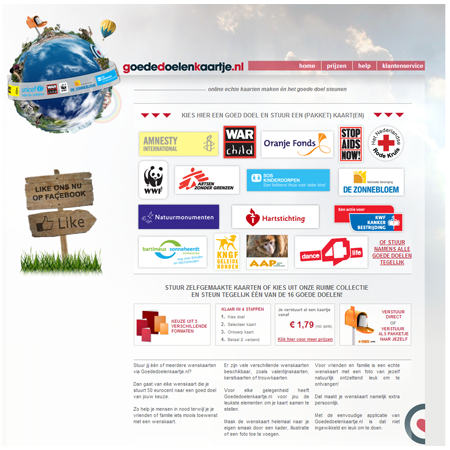 goededoelenkaartje.nl
home | prijzen | help | klantenservice
online echte kaarten maken én het goede doel steunen
KIES HIER EEN GOED DOEL EN STUUR EEN (PAKKET) KAART(EN)
unicef
DE ZONNEBLOEM
AMNESTY
INTERNATIONAL
WAR
child
Oranje Fonds
STOP
AIDS
NOW!
Het Nederlandse
Rode Kruis
WWF
ARTSEN
ZONDER GRENZEN
SOS
KINDERDORPEN
DE ZONNEBLOEM
LIKE ONS NU
OP FACEBOOK
Like
Natuurmonumenten
Hartstichting
Een actie voor
KWF
KANKER
BESTRIJDING
bartiméus sonneheerdt
KNGF
GELEIDE
HONDEN
AAP
dance4life
OF STUUR
NAMENS ALLE
GOEDE DOELEN
TEGELIJK
STUUR ZELFGEMAAKTE KAARTEN OF KIES UIT ONZE RUIME COLLECTIE
EN STEUN TEGELIJK ÉÉN VAN DE 16 GOEDE DOELEN!
KEUZE UIT 5
VERSCHILLENDE
FORMATEN
KLAAR IN 4 STAPPEN
1. Kies doel
2. Selecteer kaart
3. Ontwerp kaart
4. Betaal & verzend
Je verstuurt al een kaartje
vanaf
€ 1,79
Klik hier voor meer prijzen
VERSTUUR
DIRECT
OF
VERSTUUR
ALS PAKKETJE
NAAR JEZELF
Stuur jij één of meerdere wenskaarten
via Goededoelenkaartje.nl?
Dan gaat van elke wenskaart die je
stuurt 50 eurocent naar een goed doel
van jouw keuze.
Zo help je mensen in nood terwijl je je
vrienden of familie iets moois toewenst
met een wenskaart.
Er zijn vele verschillende wenskaarten
beschikbaar, zoals valentijnskaarten,
kerstkaarten of trouwkaarten.
Voor elke gelegenheid heeft
Goededoelenkaartje.nl voor jou de
leukste elementen om je kaart samen te
stellen.
Maak de wenskaart helemaal naar je
eigen smaak door een kader, illustratie
of een foto toe te voegen.
Voor vrienden en familie is een echte
wenskaart met een foto van jezelf
natuurlijk ontzettend leuk om te
ontvangen!
Dat maakt je wenskaart namelijk extra
persoonlijk.
Met de eenvoudige applicatie van
Goededoelenkaartje.nl is dat niet
ingewikkeld en leuk om te doen.